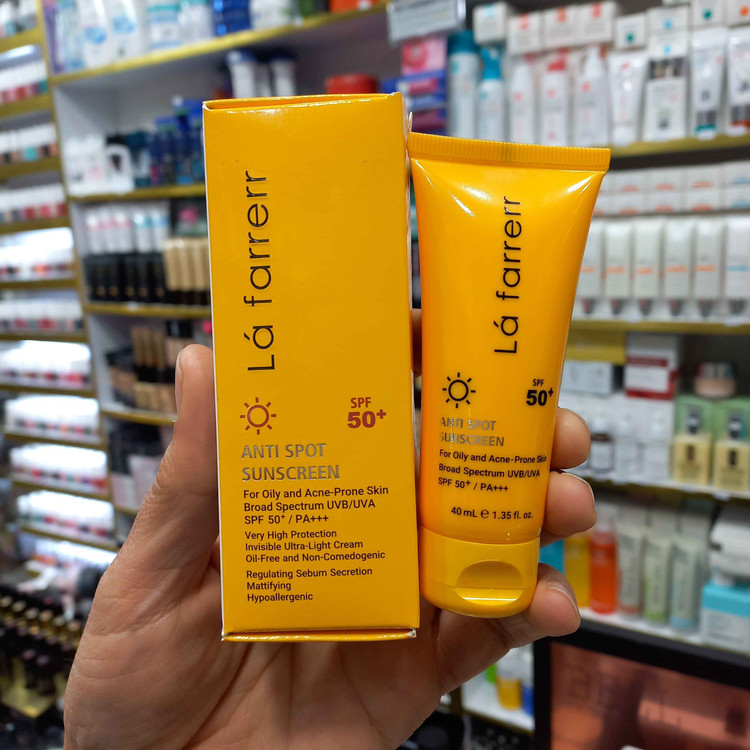 Lá farrerr
SPF
50+
ANTI SPOT
SUNSCREEN
For Oily and Acne-Prone Skin
Broad Spectrum UVB/UVA
SPF 50+ / PA+++
Very High Protection
Invisible Ultra-Light Cream
Oil-Free and Non-Comedogenic
Regulating Sebum Secretion
Mattifying
Hypoallergenic
Lá farrerr
SPF
50+
ANTI SPOT
SUNSCREEN
For Oily and Acne-Prone Skin
Broad Spectrum UVB/UVA
SPF 50+ / PA+++
40 mL e 1.35 fl. oz.